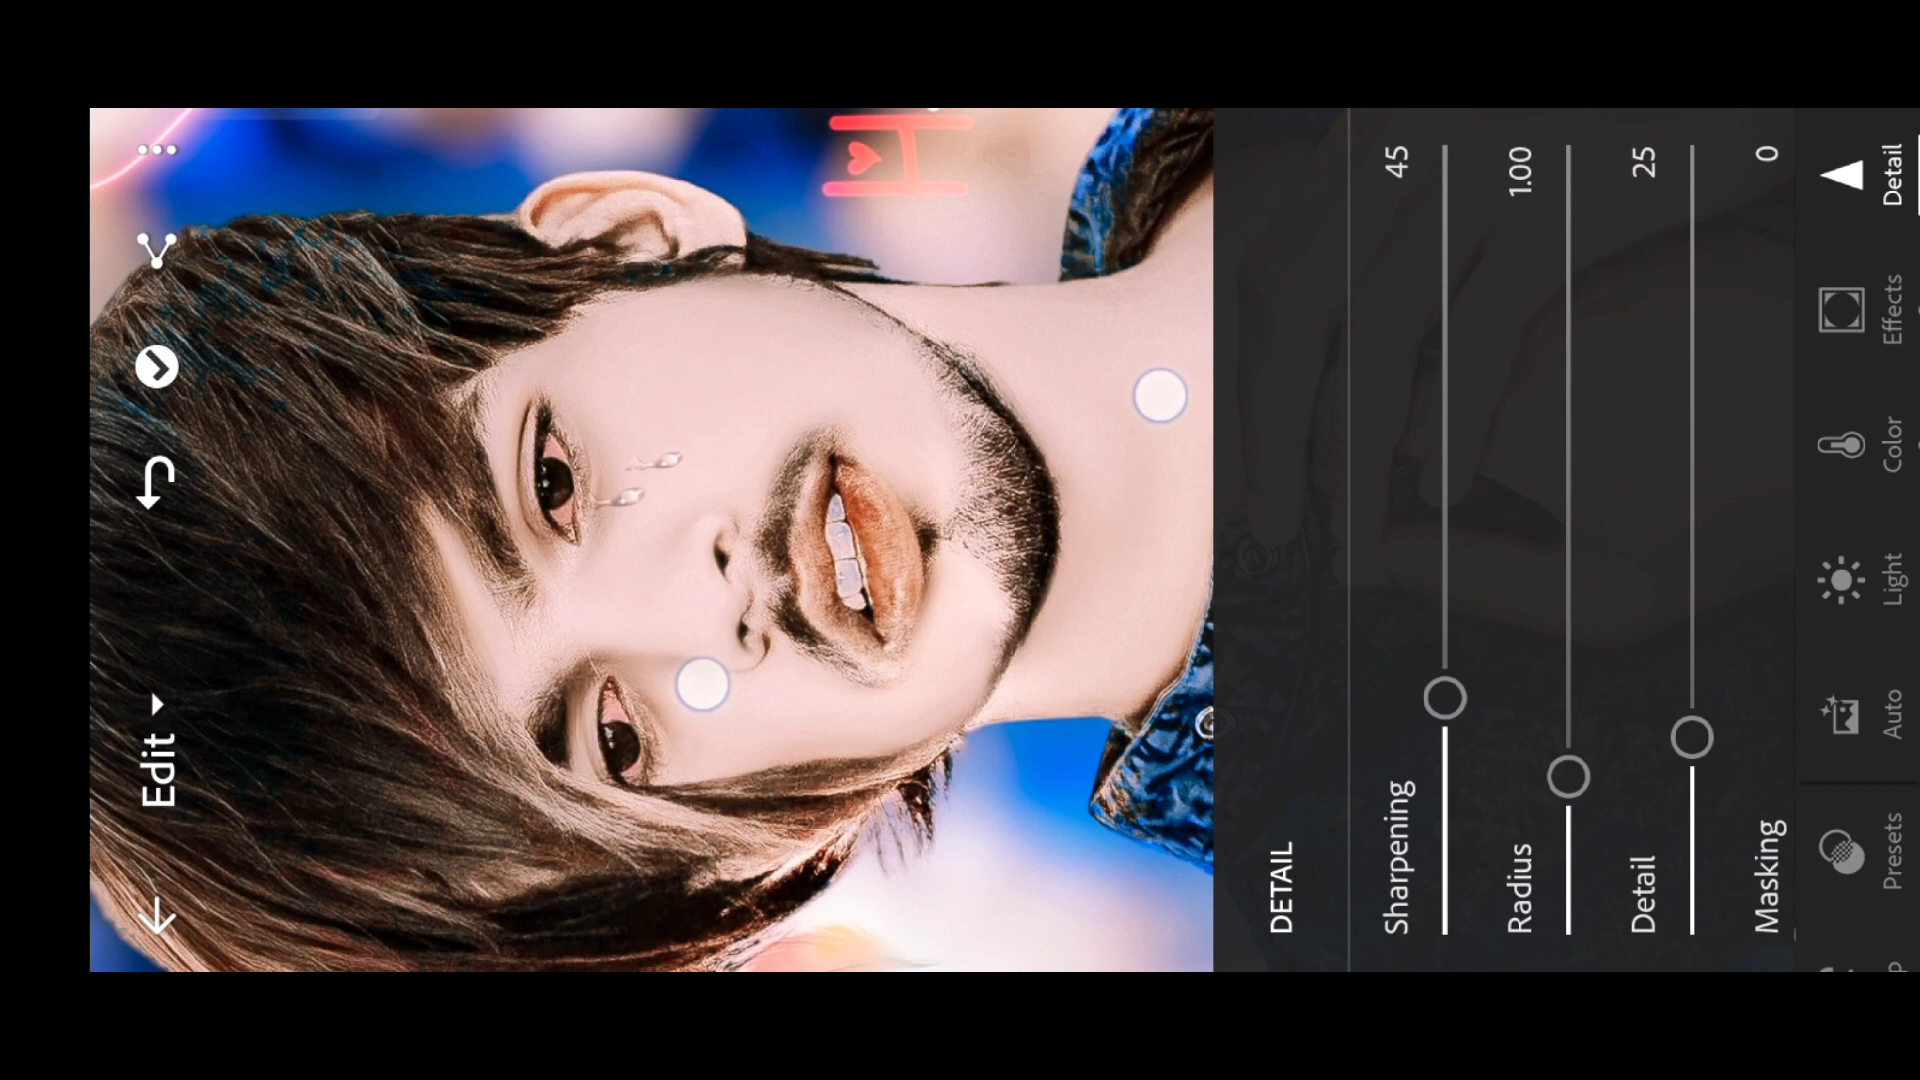 Edit
H
DETAIL
Sharpening 45
Radius 1.00
Detail 25
Masking 0
Presets Auto Light Color Effects Detail